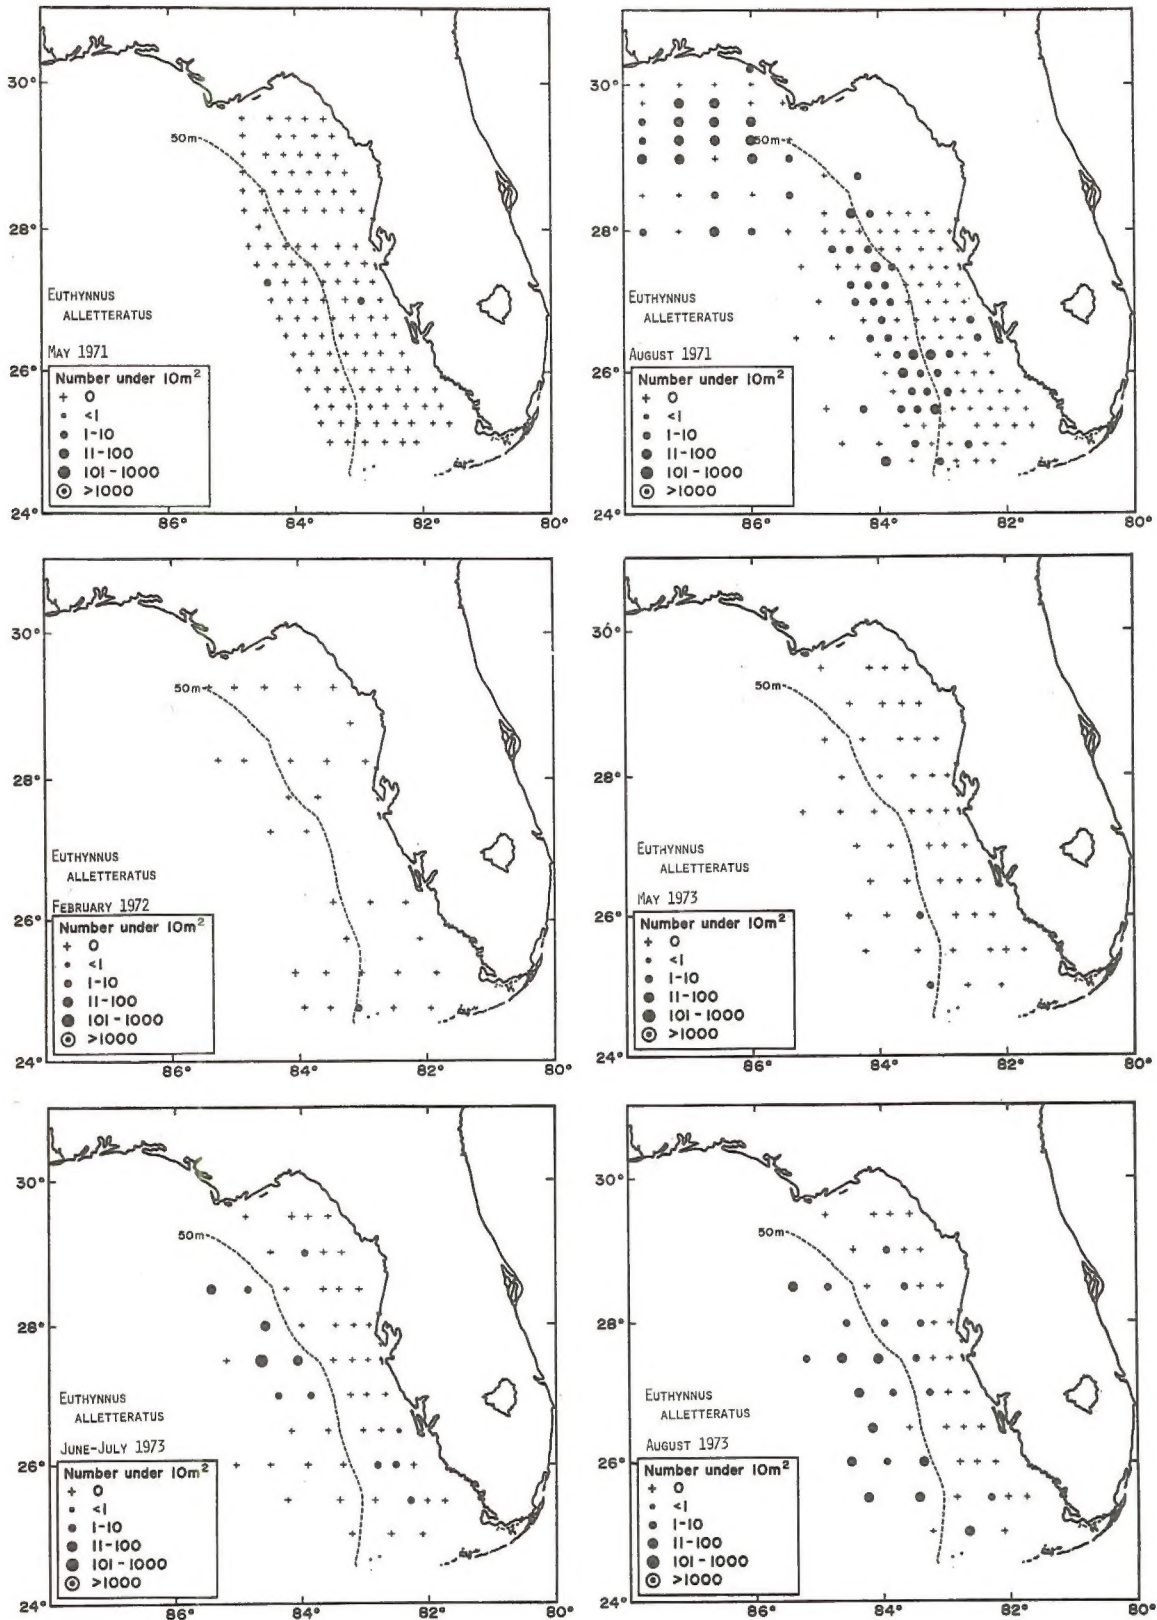 30°
28°
26°
24°
86°
84°
82°
80°
50m
EUTHYNNUS
ALLETTERATUS
MAY 1971
Number under 10m²
+ 0
<1
1-10
11-100
101-1000
>1000
30°
28°
26°
24°
86°
84°
82°
80°
50m
EUTHYNNUS
ALLETTERATUS
AUGUST 1971
Number under 10m²
+ 0
<1
1-10
11-100
101-1000
>1000
30°
28°
26°
24°
86°
84°
82°
80°
50m
EUTHYNNUS
ALLETTERATUS
FEBRUARY 1972
Number under 10m²
+ 0
<1
1-10
11-100
101-1000
>1000
30°
28°
26°
24°
86°
84°
82°
80°
50m
EUTHYNNUS
ALLETTERATUS
MAY 1973
Number under 10m²
+ 0
<1
1-10
11-100
101-1000
>1000
30°
28°
26°
24°
86°
84°
82°
80°
50m
EUTHYNNUS
ALLETTERATUS
JUNE-JULY 1973
Number under 10m²
+ 0
<1
1-10
11-100
101-1000
>1000
30°
28°
26°
24°
86°
84°
82°
80°
50m
EUTHYNNUS
ALLETTERATUS
AUGUST 1973
Number under 10m²
+ 0
<1
1-10
11-100
101-1000
>1000